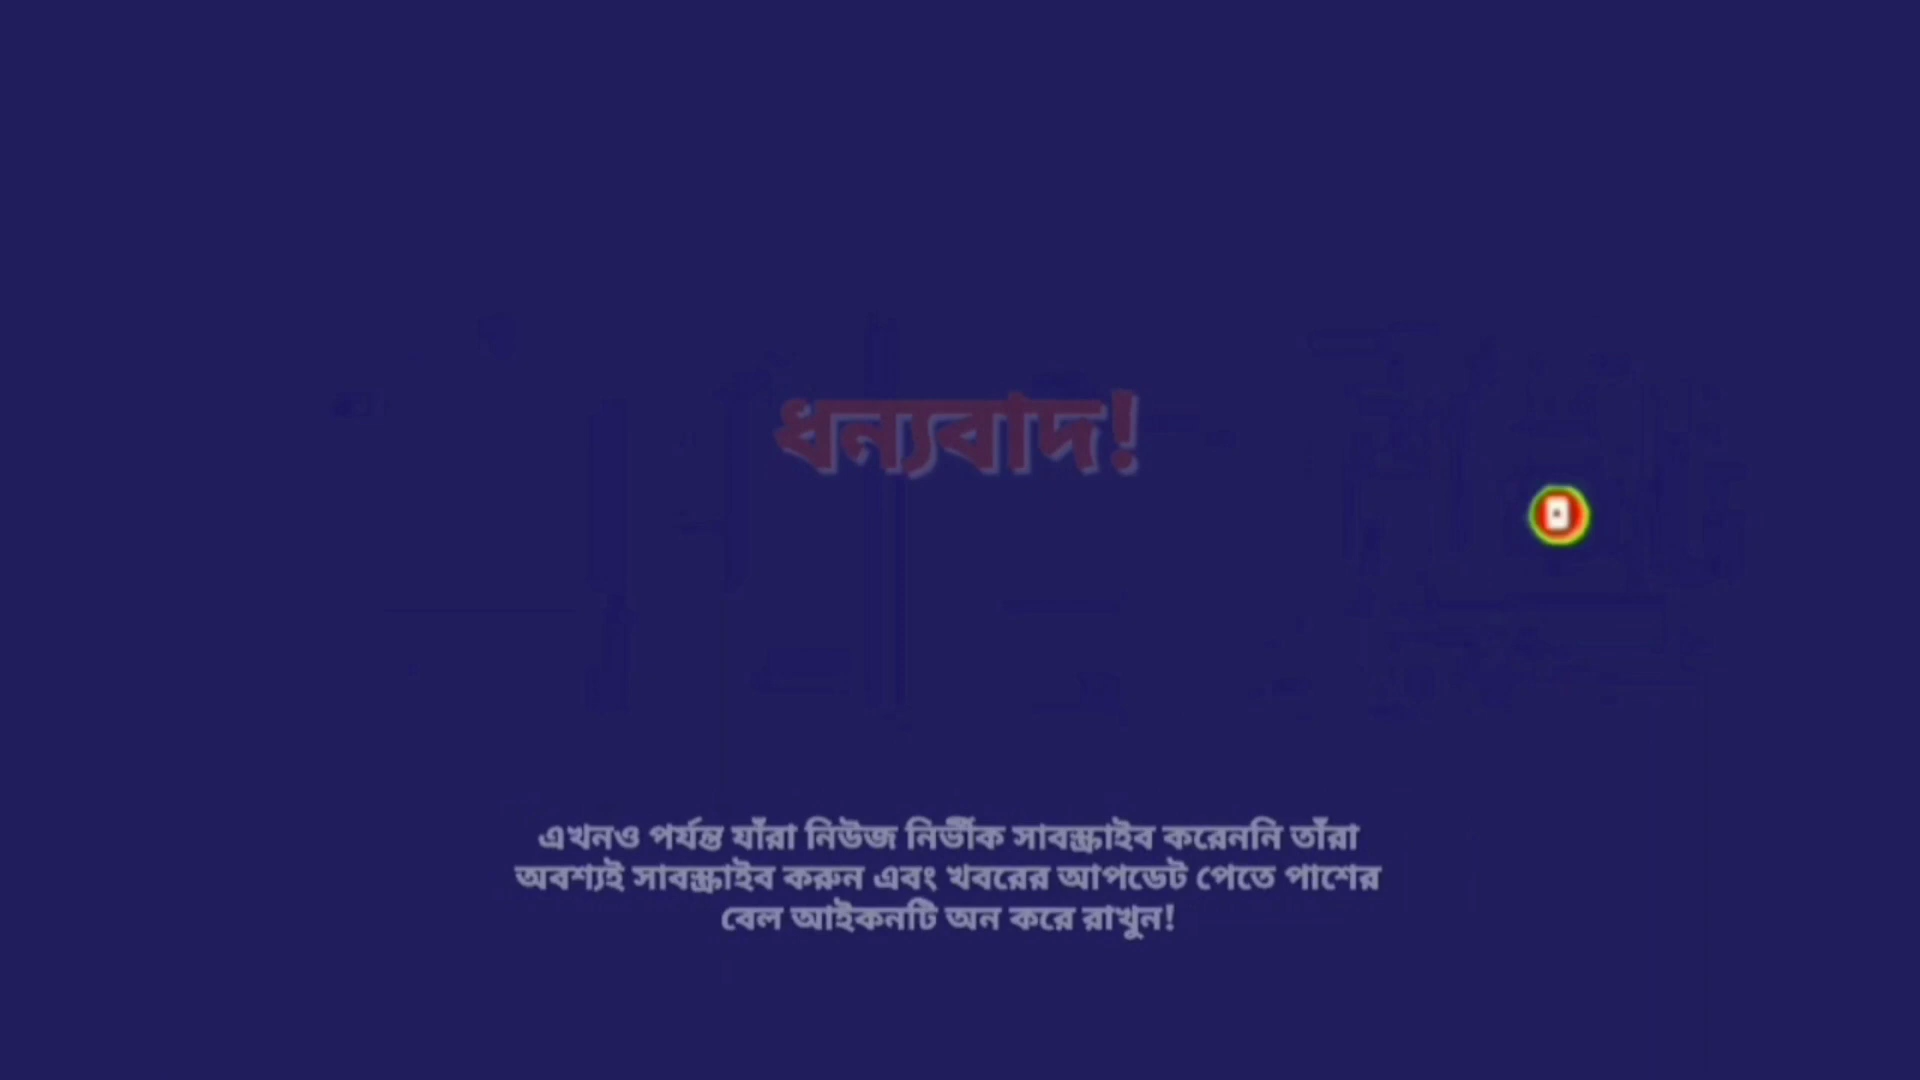 ধন্যবাদ!
এখনও পর্যন্ত যাঁরা নিউজ নির্ভীক সাবস্ক্রাইব করেননি তাঁরা
অবশ্যই সাবস্ক্রাইব করুন এবং খবরের আপডেট পেতে পাশের
বেল আইকনটি অন করে রাখুন!